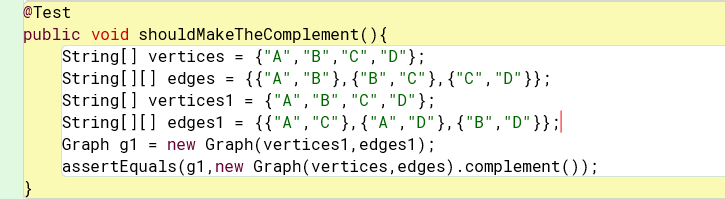 @Test
public void shouldMakeTheComplement(){
    String[] vertices = {"A","B","C","D"};
    String[][] edges = {{"A","B"},{"B","C"},{"C","D"}};
    String[] vertices1 = {"A","B","C","D"};
    String[][] edges1 = {{"A","C"},{"A","D"},{"B","D"}};
    Graph g1 = new Graph(vertices1,edges1);
    assertEquals(g1,new Graph(vertices,edges).complement());
}